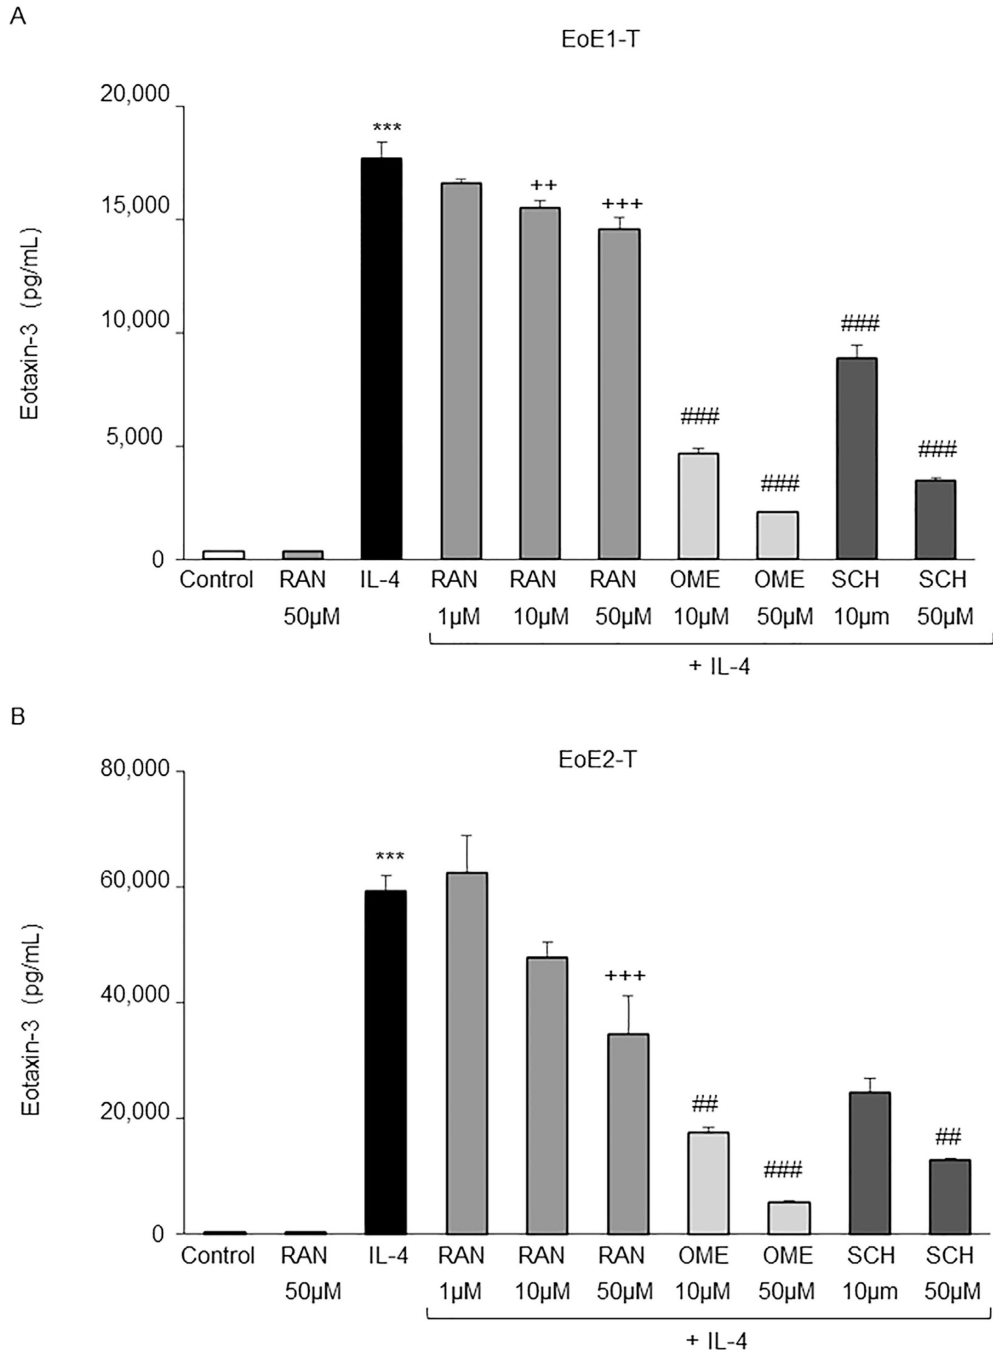 A
EoE1-T
Eotaxin-3 (pg/mL)
20,000
15,000
10,000
5,000
0
***
++
+++
###
###
###
###
Control RAN IL-4 RAN RAN RAN OME OME SCH SCH
50µM 1µM 10µM 50µM 10µM 50µM 10µm 50µM
+ IL-4
B
EoE2-T
Eotaxin-3 (pg/mL)
80,000
60,000
40,000
20,000
0
***
+++
##
###
##
Control RAN IL-4 RAN RAN RAN OME OME SCH SCH
50µM 1µM 10µM 50µM 10µM 50µM 10µm 50µM
+ IL-4